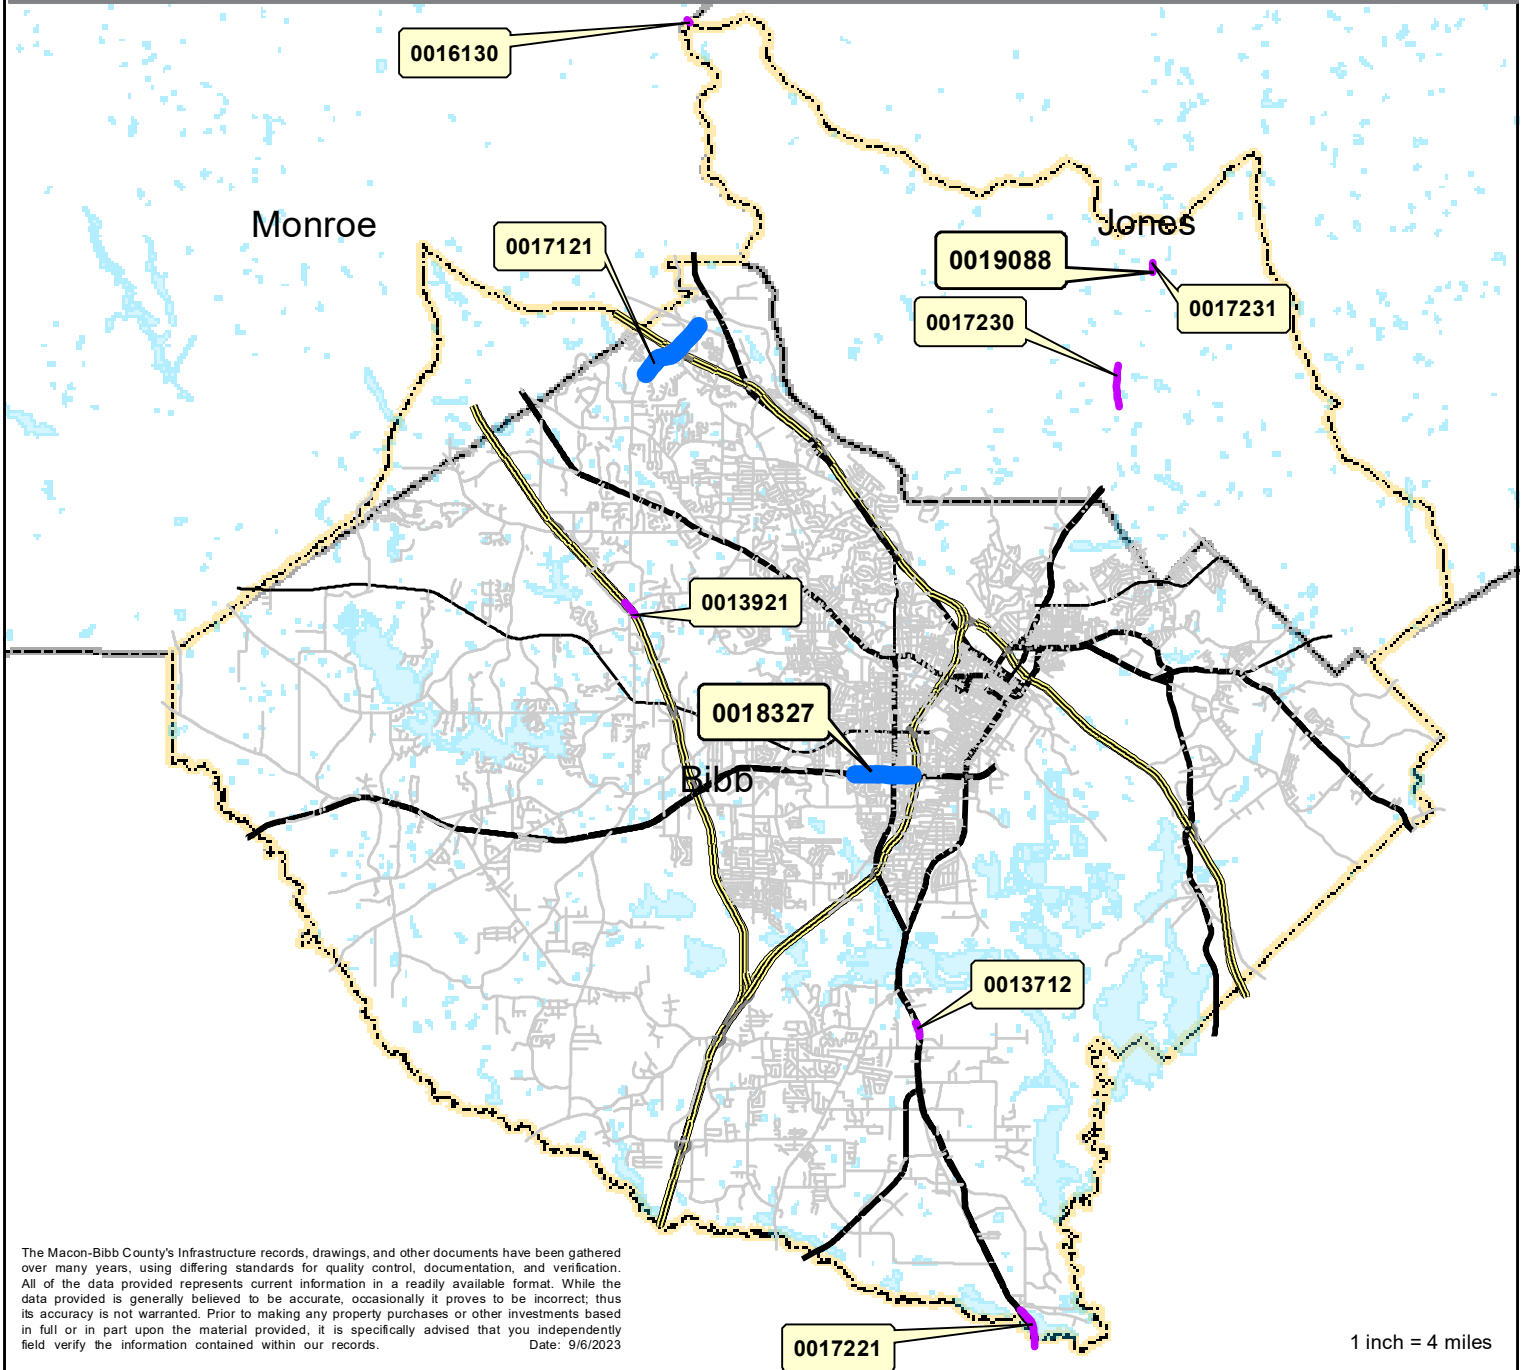 0016130
Monroe
Jones
0017121
0019088
0017231
0017230
0013921
0018327
Bibb
0013712
The Macon-Bibb County's Infrastructure records, drawings, and other documents have been gathered
over many years, using differing standards for quality control, documentation, and verification.
All of the data provided represents current information in a readily available format. While the
data provided is generally believed to be accurate, occasionally it proves to be incorrect; thus
its accuracy is not warranted. Prior to making any property purchases or other investments based
in full or in part upon the material provided, it is specifically advised that you independently
field verify the information contained within our records. Date: 9/6/2023
0017221
1 inch = 4 miles